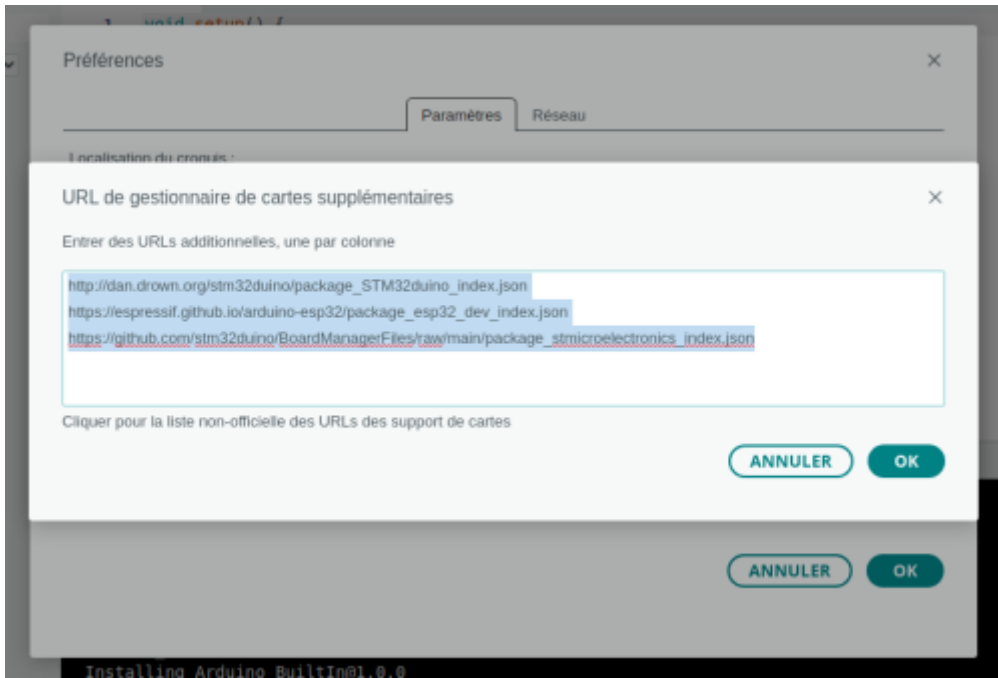 1 void setup() {
Préférences
Paramètres Réseau
Localisation du croquis :
URL de gestionnaire de cartes supplémentaires
Entrer des URLs additionnelles, une par colonne
http://dan.drown.org/stm32duino/package_STM32duino_index.json
https://espressif.github.io/arduino-esp32/package_esp32_dev_index.json
https://github.com/stm32duino/BoardManagerFiles/raw/main/package_stmicroelectronics_index.json
Cliquer pour la liste non-officielle des URLs des support de cartes
ANNULER OK
ANNULER OK
Installing Arduino_BuiltIn@1.0.0